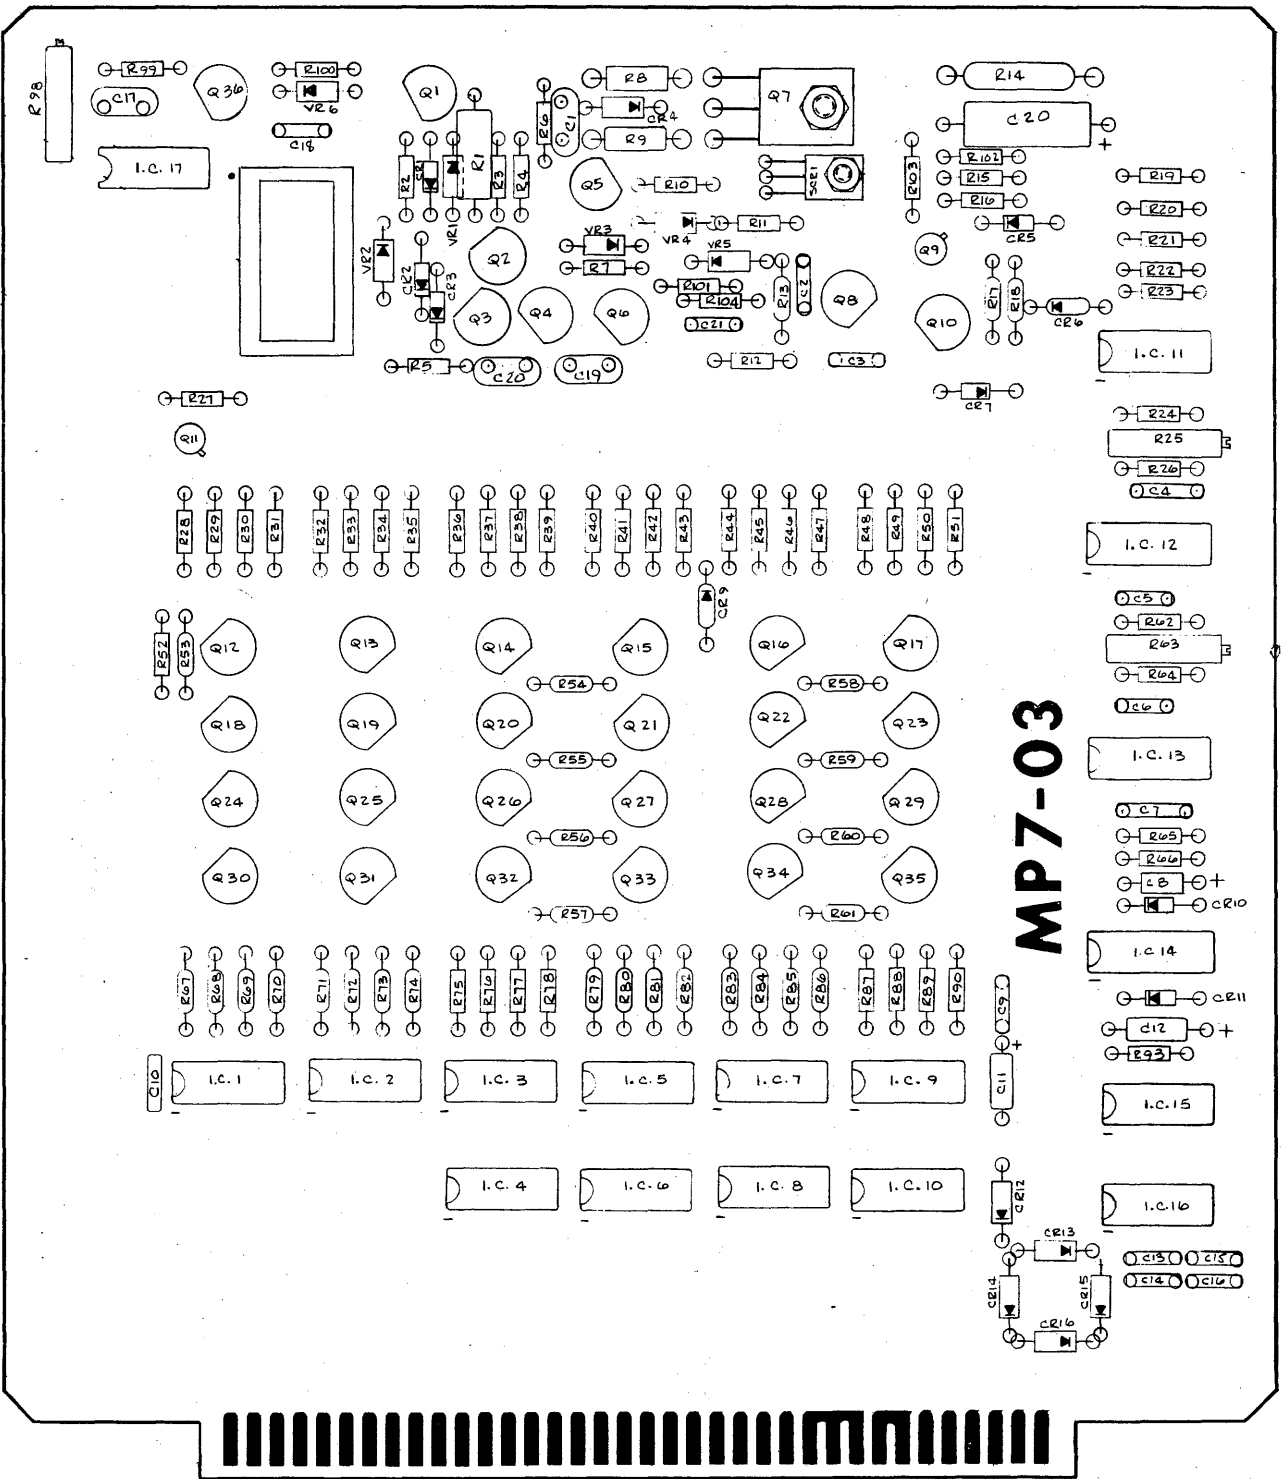 R98
R99
C17
Q36
R100
VR6
C18
I.C. 17
Q1
R6
C1
R8
CR4
R9
Q7
R14
C20
+
R2
CR1
VR1
R1
R3
R4
Q5
R10
SCR1
R103
R102
R15
R16
CR5
R19
R20
R21
R22
R23
VR2
CR2
CR3
Q2
VR3
R7
VR4
R11
VR5
R101
R104
C21
R13
C2
Q8
Q9
Q10
R17
R18
CR6
Q3
Q4
Q6
R5
C20
C19
R12
C3
CR7
I.C. 11
R27
Q11
R24
R25
R26
C4
R28
R29
R30
R31
R32
R33
R34
R35
R36
R37
R38
R39
R40
R41
R42
R43
R44
R45
R46
R47
R48
R49
R50
R51
I.C. 12
CR9
C5
R62
R63
R64
C6
R52
R53
Q12
Q13
Q14
Q15
Q16
Q17
R54
R58
Q18
Q19
Q20
Q21
Q22
Q23
R55
R59
I.C. 13
Q24
Q25
Q26
Q27
Q28
Q29
R56
R60
C7
R65
R66
C8 +
CR10
Q30
Q31
Q32
Q33
Q34
Q35
R57
R61
MP7-03
I.C. 14
R67
R68
R69
R70
R71
R72
R73
R74
R75
R76
R77
R78
R79
R80
R81
R82
R83
R84
R85
R86
R87
R88
R89
R90
C9
CR11
C12 +
R93
C10
I.C. 1
I.C. 2
I.C. 3
I.C. 5
I.C. 7
I.C. 9
+
C11
I.C. 15
I.C. 4
I.C. 6
I.C. 8
I.C. 10
CR12
I.C. 16
CR13
CR14
CR15
CR16
C13
C15
C14
C16